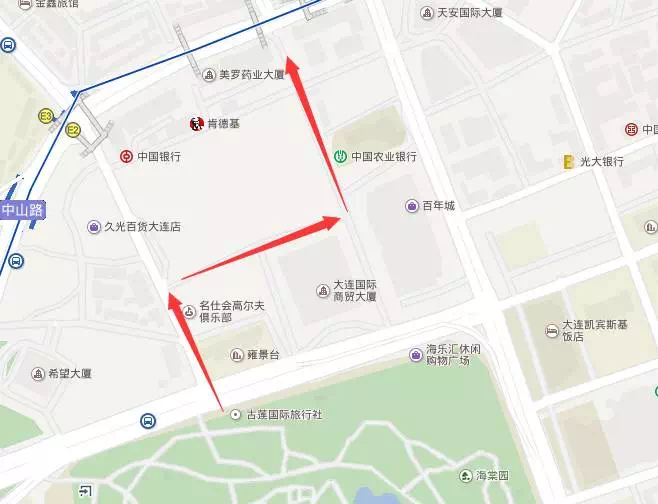 金鑫旅馆
天安国际大厦
美罗药业大厦
E3
E2
肯德基
中国银行
中国农业银行
光大银行
中山路
久光百货大连店
百年城
名仕会高尔夫
俱乐部
大连国际
商贸大厦
希望大厦
雍景台
海乐汇休闲
购物广场
大连凯宾斯基
饭店
古莲国际旅行社
海棠园